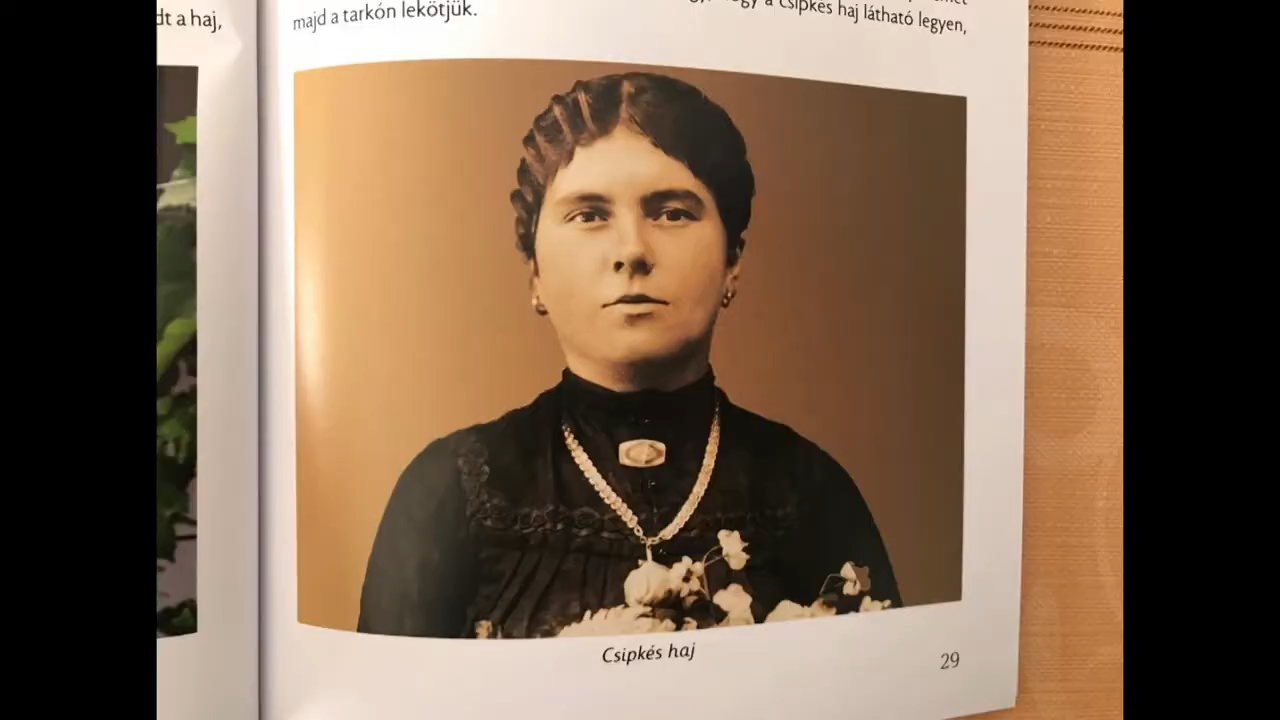 dt a haj,
a csipkés haj látható legyen,
majd a tarkón lekötjük.
Csipkés haj
29